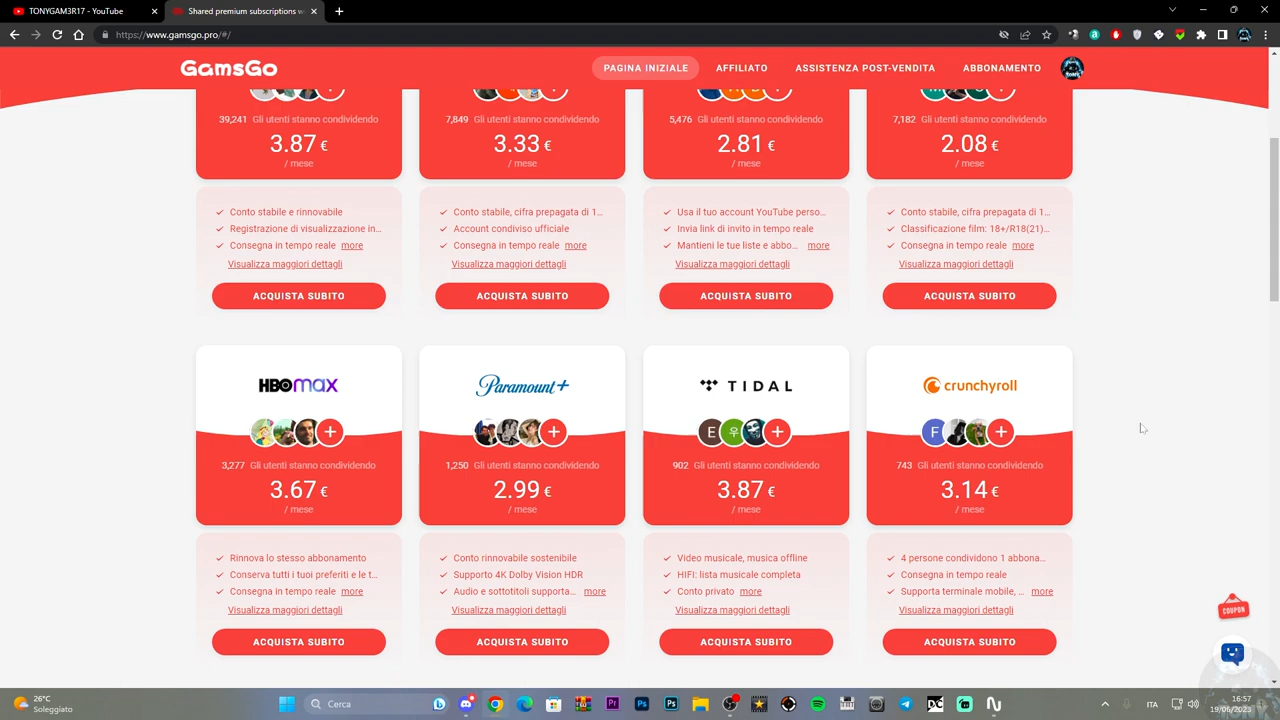 TONYGAM3R17 - YouTube
Shared premium subscriptions w
https://www.gamsgo.pro/#/
GamsGo
PAGINA INIZIALE
AFFILIATO
ASSISTENZA POST-VENDITA
ABBONAMENTO
39,241 Gli utenti stanno condividendo
3.87 €
/ mese
7,849 Gli utenti stanno condividendo
3.33 €
/ mese
5,476 Gli utenti stanno condividendo
2.81 €
/ mese
7,182 Gli utenti stanno condividendo
2.08 €
/ mese
Conto stabile e rinnovabile
Registrazione di visualizzazione in...
Consegna in tempo reale more
Visualizza maggiori dettagli
ACQUISTA SUBITO
Conto stabile, cifra prepagata di 1...
Account condiviso ufficiale
Consegna in tempo reale more
Visualizza maggiori dettagli
ACQUISTA SUBITO
Usa il tuo account YouTube perso...
Invia link di invito in tempo reale
Mantieni le tue liste e abbo... more
Visualizza maggiori dettagli
ACQUISTA SUBITO
Conto stabile, cifra prepagata di 1...
Classificazione film: 18+/R18(21)...
Consegna in tempo reale more
Visualizza maggiori dettagli
ACQUISTA SUBITO
HBOmax
3,277 Gli utenti stanno condividendo
3.67 €
/ mese
Paramount+
1,250 Gli utenti stanno condividendo
2.99 €
/ mese
TIDAL
E 우
902 Gli utenti stanno condividendo
3.87 €
/ mese
crunchyroll
F
743 Gli utenti stanno condividendo
3.14 €
/ mese
Rinnova lo stesso abbonamento
Conserva tutti i tuoi preferiti e le t...
Consegna in tempo reale more
Visualizza maggiori dettagli
ACQUISTA SUBITO
Conto rinnovabile sostenibile
Supporto 4K Dolby Vision HDR
Audio e sottotitoli supporta... more
Visualizza maggiori dettagli
ACQUISTA SUBITO
Video musicale, musica offline
HIFI: lista musicale completa
Conto privato more
Visualizza maggiori dettagli
ACQUISTA SUBITO
4 persone condividono 1 abbona...
Consegna in tempo reale
Supporta terminale mobile, ... more
Visualizza maggiori dettagli
ACQUISTA SUBITO
COUPON
26°C
Soleggiato
Cerca
Pr
Ps
Ps
ITA
16:57
19/06/2023